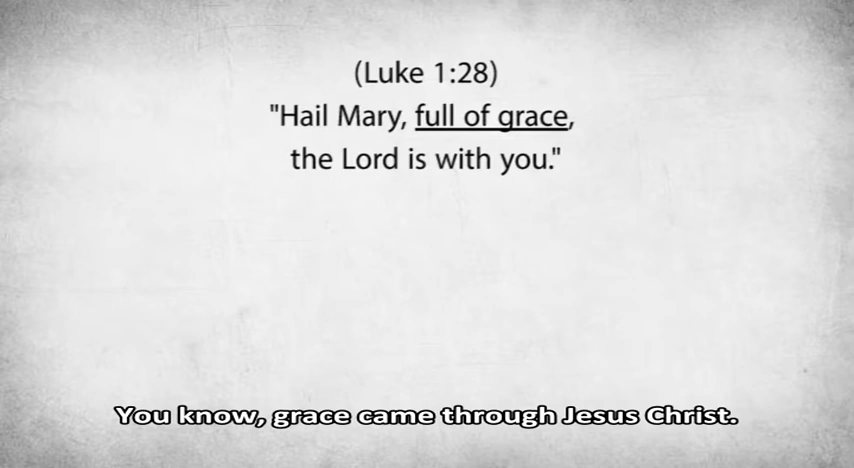 (Luke 1:28)
"Hail Mary, full of grace,
the Lord is with you."
You know, grace came through Jesus Christ.